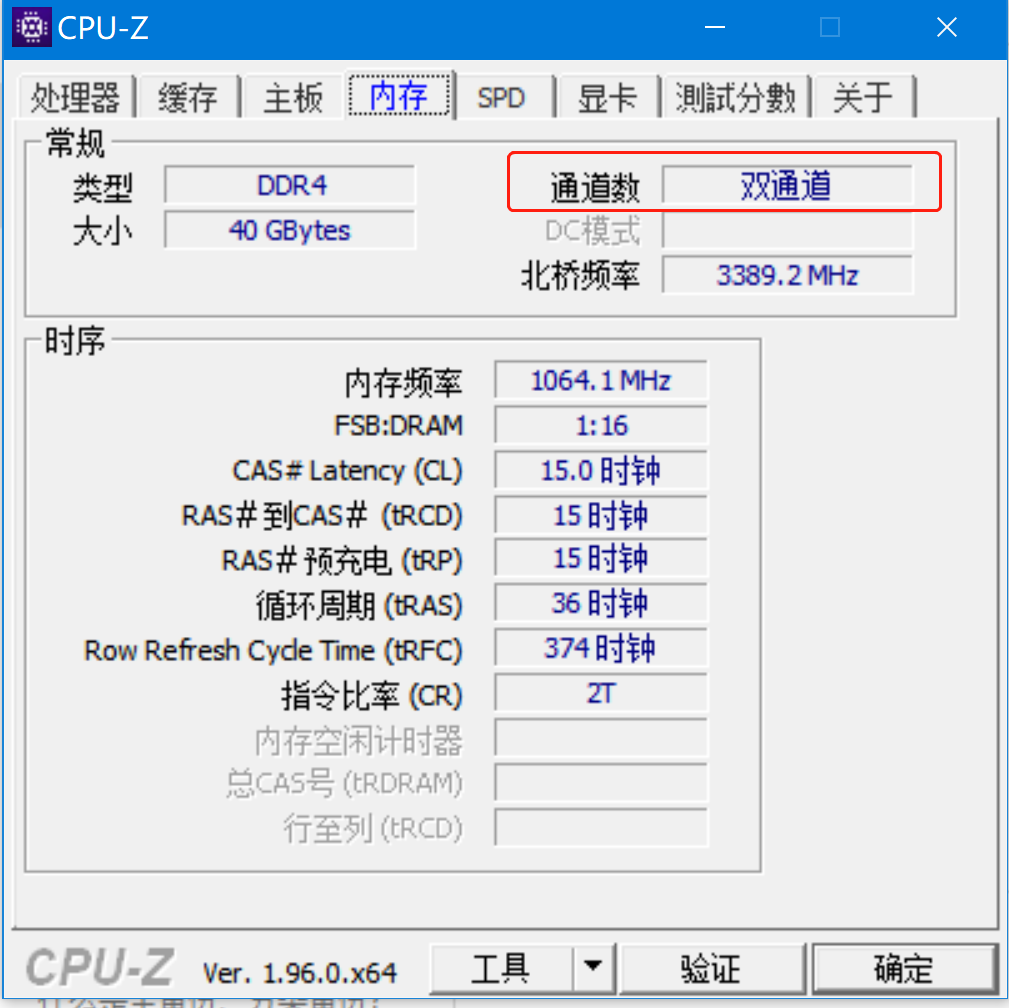 CPU-Z
处理器 缓存 主板 内存 SPD 显卡 測試分數 关于
常规
类型 DDR4 通道数 双通道
大小 40 GBytes DC模式
北桥频率 3389.2 MHz
时序
内存频率 1064.1 MHz
FSB:DRAM 1:16
CAS# Latency (CL) 15.0 时钟
RAS# 到CAS# (tRCD) 15 时钟
RAS# 预充电 (tRP) 15 时钟
循环周期 (tRAS) 36 时钟
Row Refresh Cycle Time (tRFC) 374 时钟
指令比率 (CR) 2T
内存空闲计时器
总CAS号 (tRDRAM)
行至列 (tRCD)
CPU-Z Ver. 1.96.0.x64 工具 验证 确定